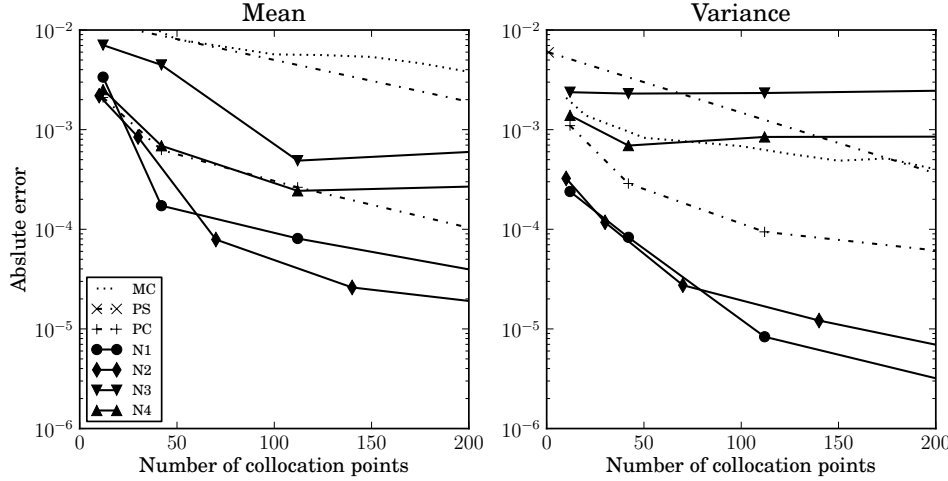 Mean
Variance
Abslute error
10^-2
10^-3
10^-4
10^-5
10^-6
MC
PS
PC
N1
N2
N3
N4
0
50
100
150
200
Number of collocation points
10^-2
10^-3
10^-4
10^-5
10^-6
0
50
100
150
200
Number of collocation points